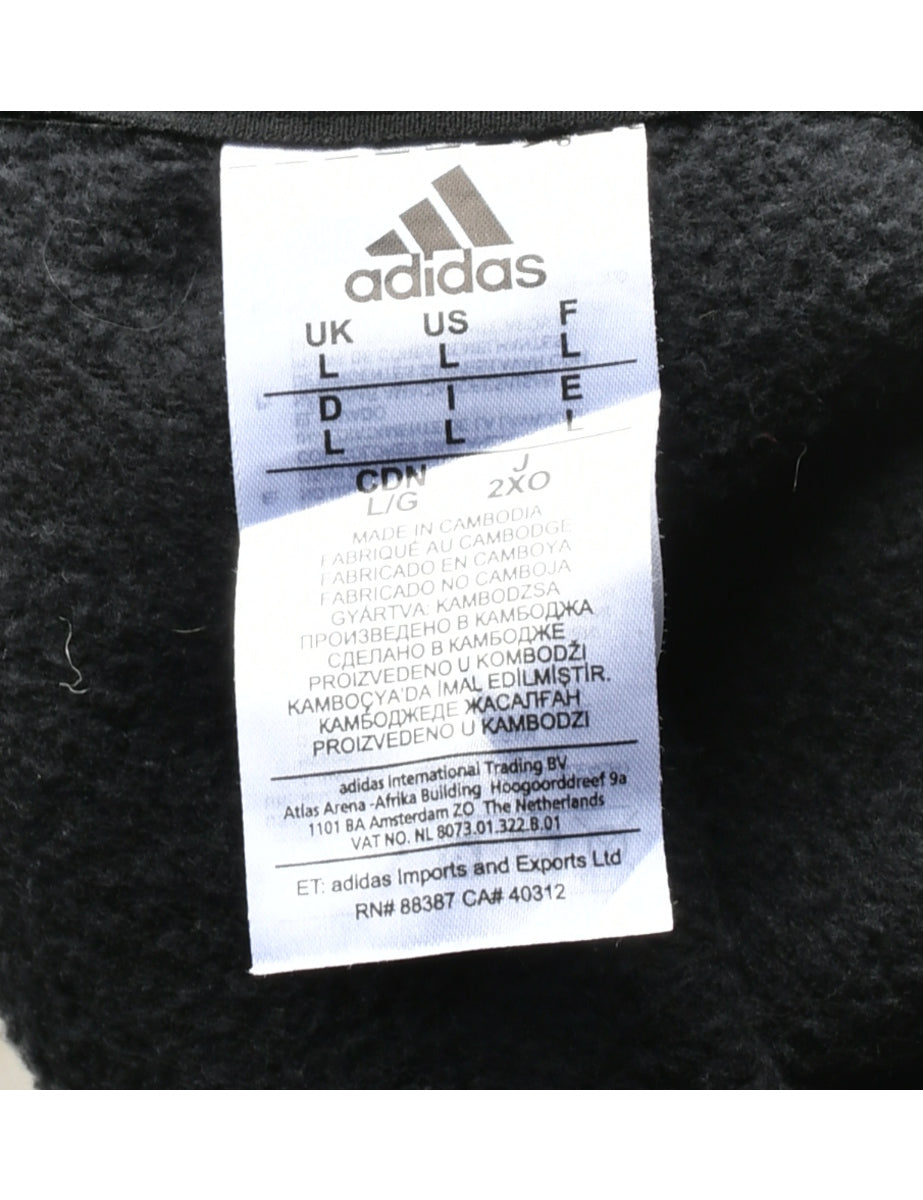 adidas
UK US F
L L L
D I E
L L L
CDN J
L/G 2XO
MADE IN CAMBODIA
FABRIQUÉ AU CAMBODGE
FABRICADO EN CAMBOYA
FABRICADO NO CAMBOJA
GYÁRTVA: KAMBODZSA
ПРОИЗВЕДЕНО В КАМБОДЖА
СДЕЛАНО В КАМБОДЖЕ
PROIZVEDENO U KOMBODŽI
KAMBOÇYA'DA İMAL EDİLMİŞTİR.
КАМБОДЖЕДЕ ЖАСАЛҒАН
PROIZVEDENO U KAMBODZI
adidas International Trading BV
Atlas Arena -Afrika Building Hoogoorddreef 9a
1101 BA Amsterdam ZO The Netherlands
VAT NO. NL 8073.01.322.B.01
ET: adidas Imports and Exports Ltd
RN# 88387 CA# 40312